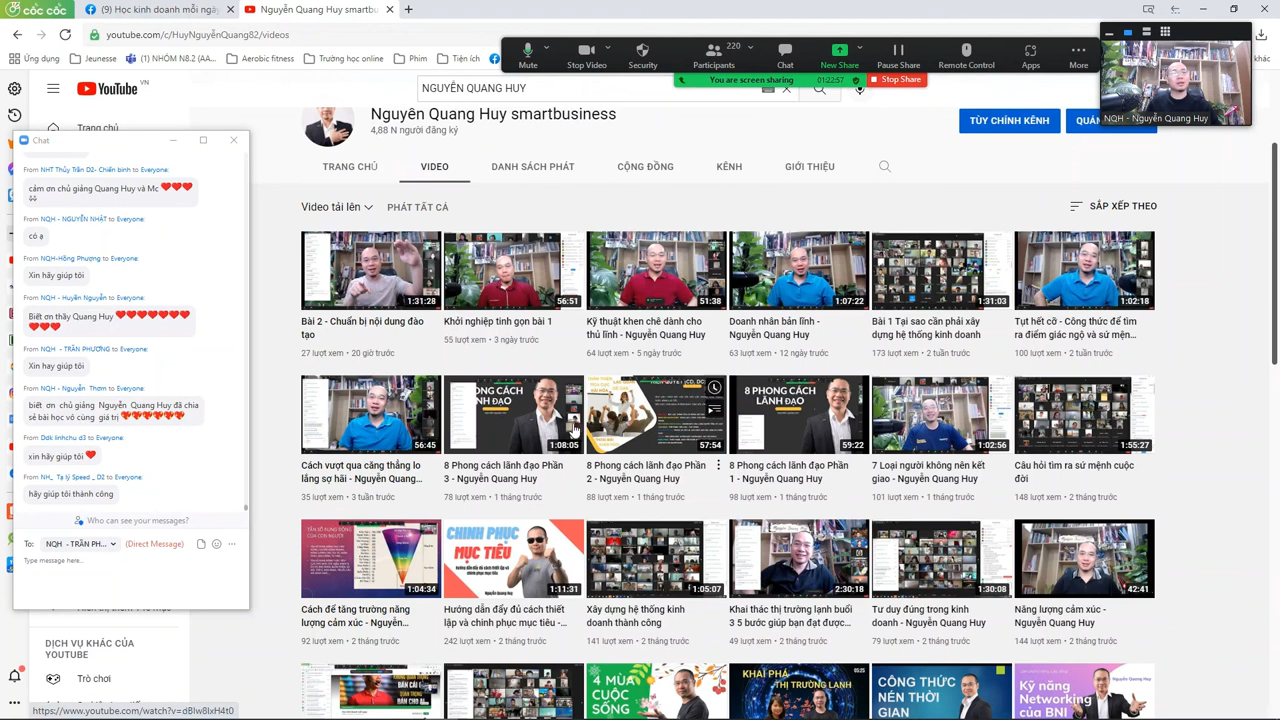 cốc cốc
(9) Học kinh doanh mỗi ngày
Nguyễn Quang Huy smartbusiness
youtube.com/c/HuyNguyễnQuang82/videos
Ứng dụng
Jeunesse
(1) NHÓM N8.2 (AA...
Aerobic fitness
Trường học online
Phim
Tiện ích
khác
Mute
Stop Video
Security
Participants
220
Chat
New Share
Pause Share
Remote Control
Apps
More
You are screen sharing
01:22:57
Stop Share
NQH - Nguyễn Quang Huy
YouTube
VN
NGUYỄN QUANG HUY
Trang chủ
Nguyễn Quang Huy smartbusiness
4,88 N người đăng ký
TÙY CHỈNH KÊNH
QUẢN
TRANG CHỦ
VIDEO
DANH SÁCH PHÁT
CỘNG ĐỒNG
KÊNH
GIỚI THIỆU
Video tải lên
PHÁT TẤT CẢ
SẮP XẾP THEO
Chat
From NHT Thủy Trần D2- Chiến binh to Everyone:
cảm ơn chủ giảng Quang Huy và Mc ❤❤❤
From NQH - NGUYỄN NHẬT to Everyone:
có ạ
From NQH-Hồng Phượng to Everyone:
Xin hãy giúp tôi
From NQH - Huyền Nguyễn to Everyone:
Biết ơn thầy Quang Huy ❤❤❤❤❤❤❤
❤❤❤
From NQH - TRẦN PHƯƠNG to Everyone:
Xin hay giúp tôi
From NQH - Nguyễn Thơm to Everyone:
biết ơn chủ giảng Nguyễn Quang Huy đã chia
sẻ bài học vô cùng giá trị ❤❤❤❤❤❤
From Ddk linhchu d3 to Everyone:
xin hãy giúp tôi ❤
From NH_ Tạ lý Speed _ D2 to Everyone:
hãy giúp tôi thành công
Who can see your messages?
To: NQH - TRẦN PH... (Direct Message)
Type message here...
DỊCH VỤ KHÁC CỦA
YOUTUBE
Trò chơi
1:31:28
56:51
51:38
1:07:22
1:31:03
1:02:18
Bài 2 - Chuẩn bị nội dung đào
tạo
27 lượt xem • 20 giờ trước
Khởi nghiệp tinh gọn bài 1
55 lượt xem • 3 ngày trước
Kỹ thuật khen chê dành cho
thủ lĩnh - Nguyễn Quang Huy
64 lượt xem • 5 ngày trước
Doanh nhân bản lĩnh -
Nguyễn Quang Huy
63 lượt xem • 12 ngày trước
Bài 1 Tại sao cần phải xây
dựng hệ thống kinh doanh
173 lượt xem • 2 tuần trước
Tụt hết cỡ - Công thức để tìm
ra điểm giác ngộ và sứ mện...
100 lượt xem • 2 tuần trước
56:45
8 PHONG CÁCH
LÃNH ĐẠO
1:08:05
57:54
8 PHONG CÁCH
LÃNH ĐẠO
59:22
1:02:56
1:55:27
Cách vượt qua căng thẳng lo
lắng sợ hãi - Nguyễn Quang...
35 lượt xem • 3 tuần trước
8 Phong cách lãnh đạo Phần
3 - Nguyễn Quang Huy
78 lượt xem • 1 tháng trước
8 Phong cách lãnh đạo Phần
2 - Nguyễn Quang Huy
88 lượt xem • 1 tháng trước
8 Phong cách lãnh đạo Phần
1 - Nguyễn Quang Huy
98 lượt xem • 1 tháng trước
7 Loại người không nên kết
giao - Nguyễn Quang Huy
101 lượt xem • 1 tháng trước
Câu hỏi tìm ra sứ mệnh cuộc
đời
148 lượt xem • 2 tháng trước
1:04:34
CHINH PHỤC
MỤC TIÊU
1:11:31
1:05:07
2:30:18
1:30:08
42:41
Cách để tăng trưởng năng
lượng cảm xúc - Nguyễn...
92 lượt xem • 2 tháng trước
Hướng dẫn đầy đủ cách thiết
lập và chinh phục mục tiêu -...
242 lượt xem • 2 tháng trước
Xây dựng hệ thống kinh
doanh thành công
141 lượt xem • 2 tháng trước
Khai thác thị trường lạnh buổi
3 5 bước giúp bạn đạt được...
49 lượt xem • 2 tháng trước
Tư duy đúng trong kinh
doanh - Nguyễn Quang Huy
79 lượt xem • 2 tháng trước
Năng lượng cảm xúc -
Nguyễn Quang Huy
144 lượt xem • 2 tháng trước
4 MÙA
CUỘC
SỐNG
KHAI PHÁ
THỊ TRƯỜNG LẠNH
CÔNG THỨC
NÉN THỜI
GIAN
Nguyễn Quang Huy
Kỹ năng
Networking
của BNI